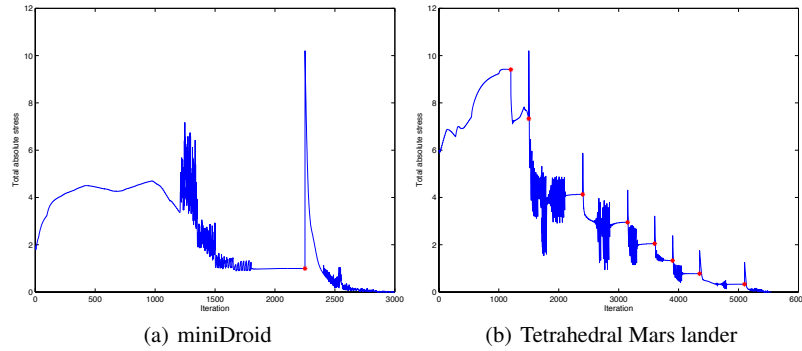 12
10
8
6
4
2
0
Total absolute stress
0 500 1000 1500 2000 2500 3000
Iteration
(a) miniDroid
12
10
8
6
4
2
0
Total absolute stress
0 1000 2000 3000 4000 5000 6000
Iteration
(b) Tetrahedral Mars lander